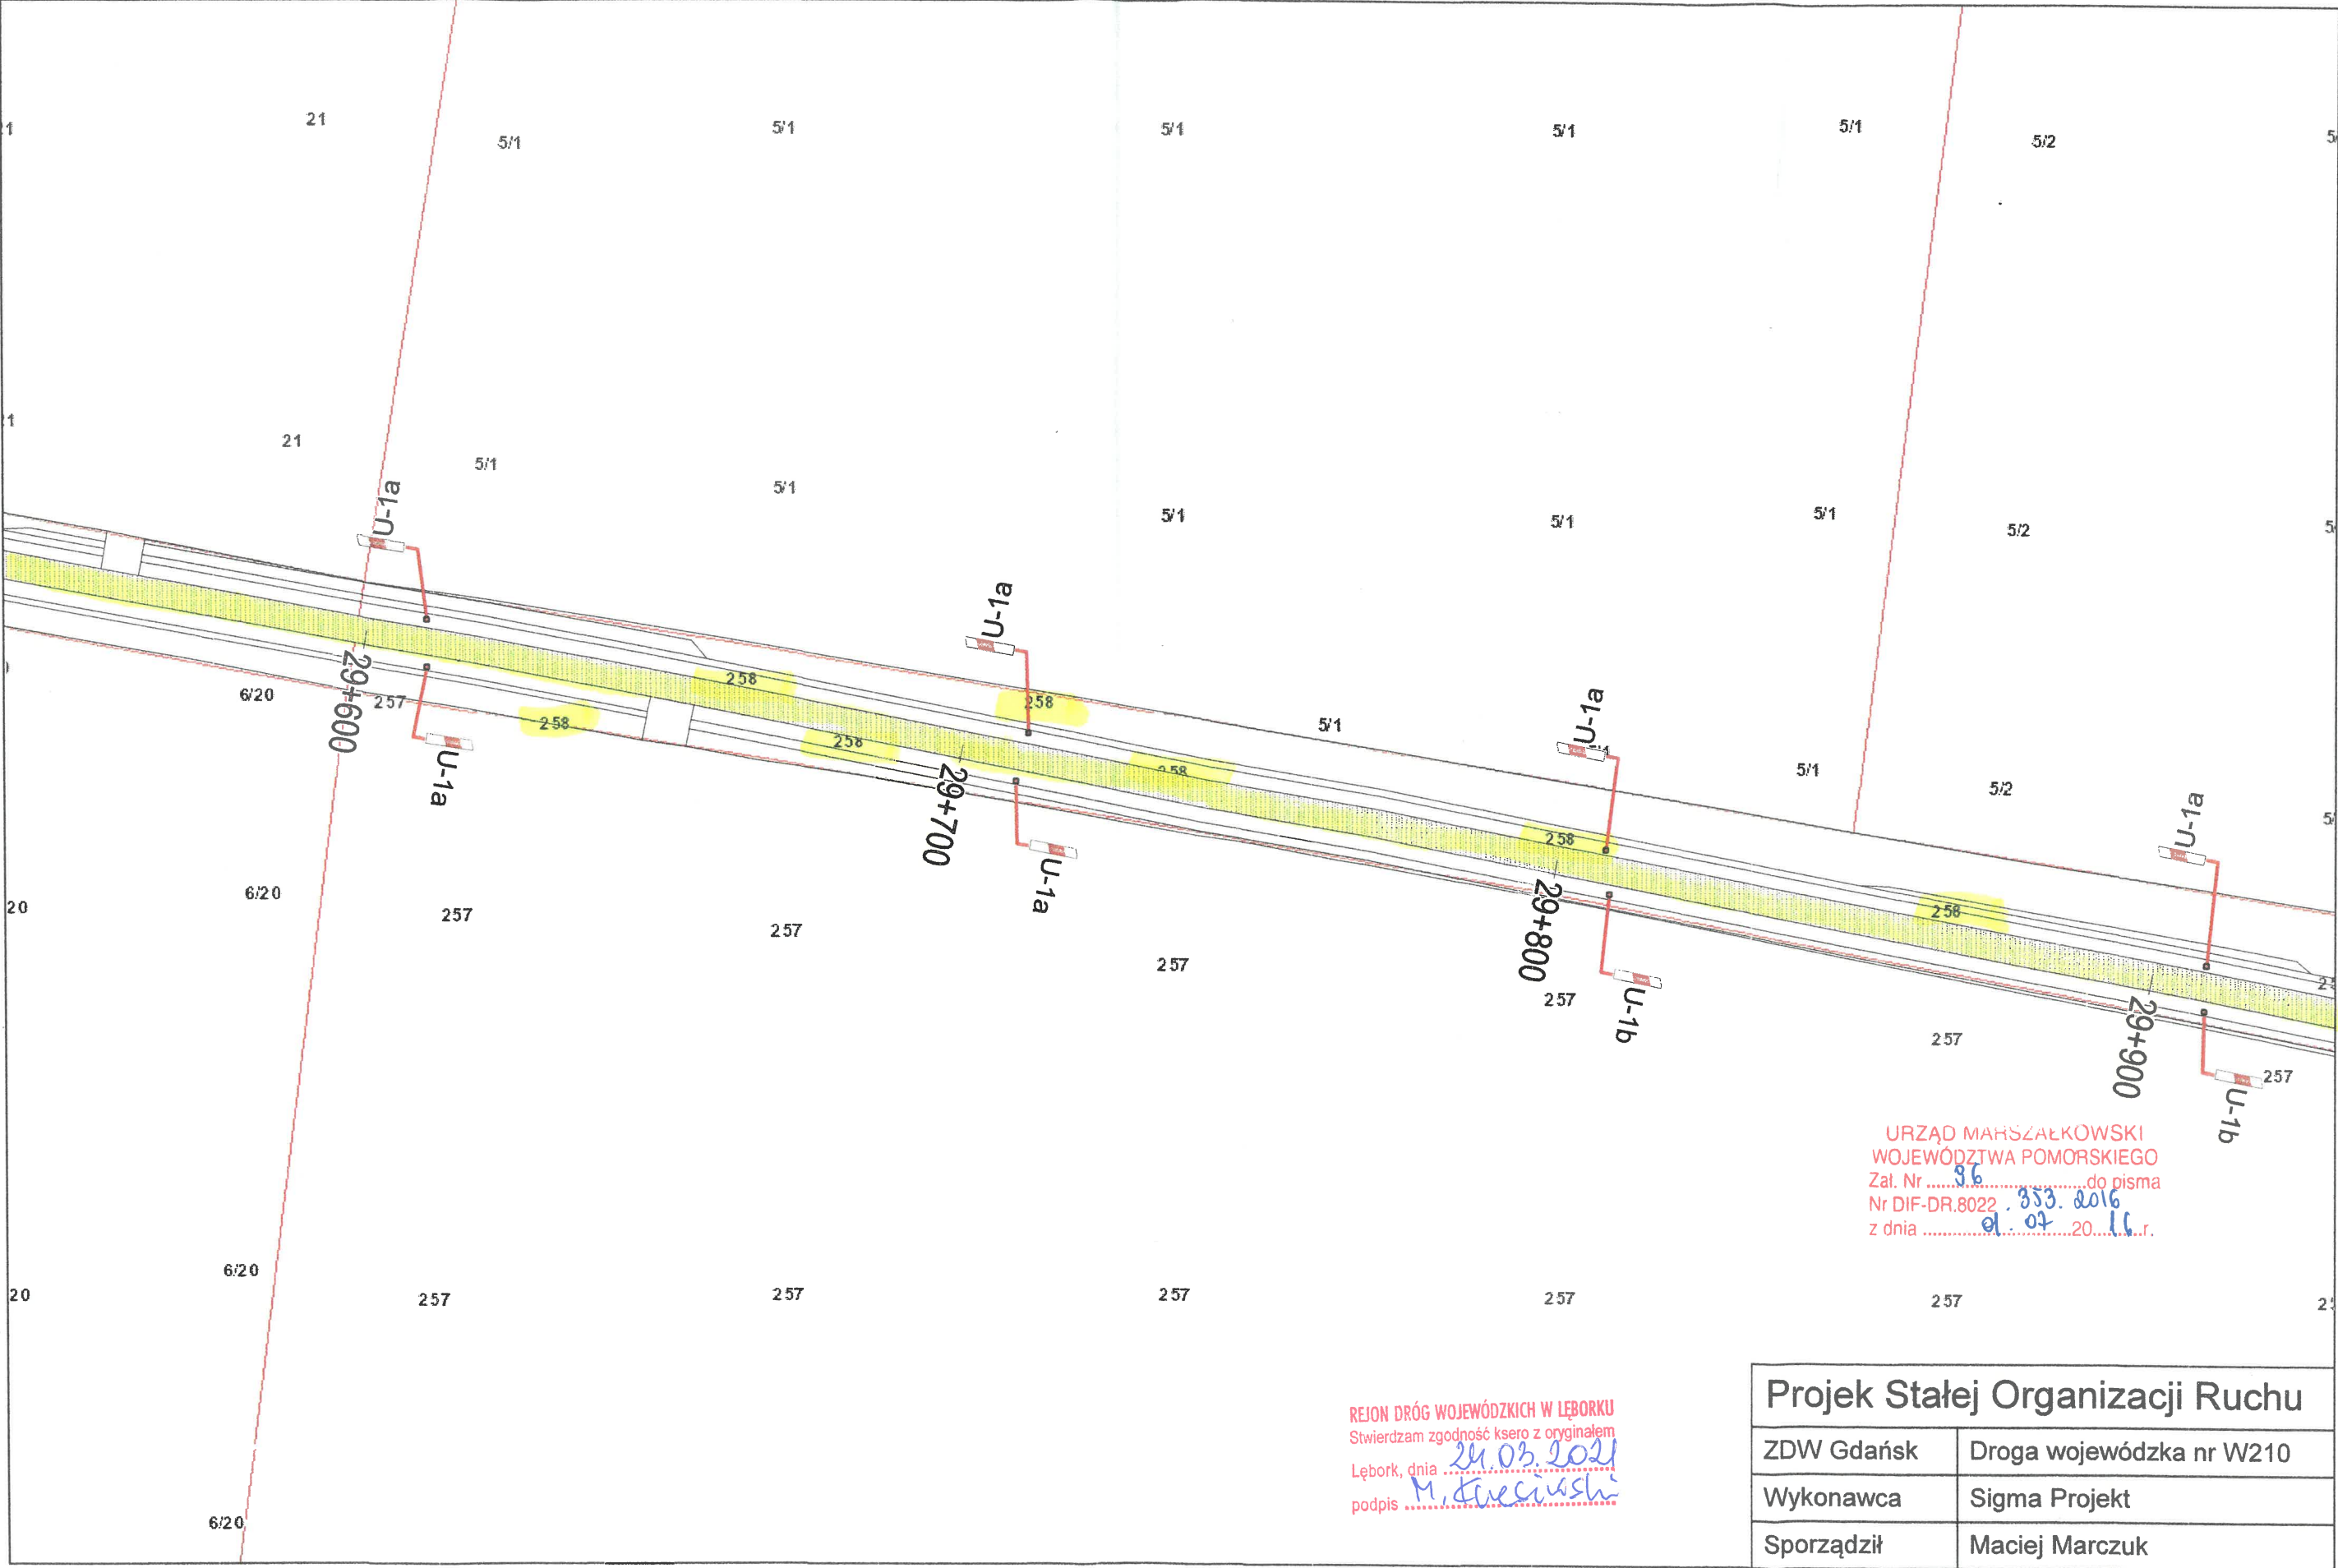 21
5/1
5/1
5/1
5/1
5/1
5/2
21
5/1
5/1
5/1
5/1
5/1
5/2
U-1a
U-1a
U-1a
U-1a
258
258
258
258
258
258
258
5/1
5/1
5/2
6/20
257
29+600
29+700
29+800
29+900
U-1a
U-1a
U-1b
U-1b
20
6/20
257
257
257
257
257
257
20
6/20
257
257
257
257
257
6/20
URZĄD MARSZAŁKOWSKI
WOJEWÓDZTWA POMORSKIEGO
Zał. Nr 96 do pisma
Nr DIF-DR.8022.353.2016
z dnia 01.07 2016 r.
REJON DRÓG WOJEWÓDZKICH W LĘBORKU
Stwierdzam zgodność ksero z oryginałem
Lębork, dnia 24.03.2021
podpis
Projek Stałej Organizacji Ruchu
ZDW Gdańsk Droga wojewódzka nr W210
Wykonawca Sigma Projekt
Sporządził Maciej Marczuk